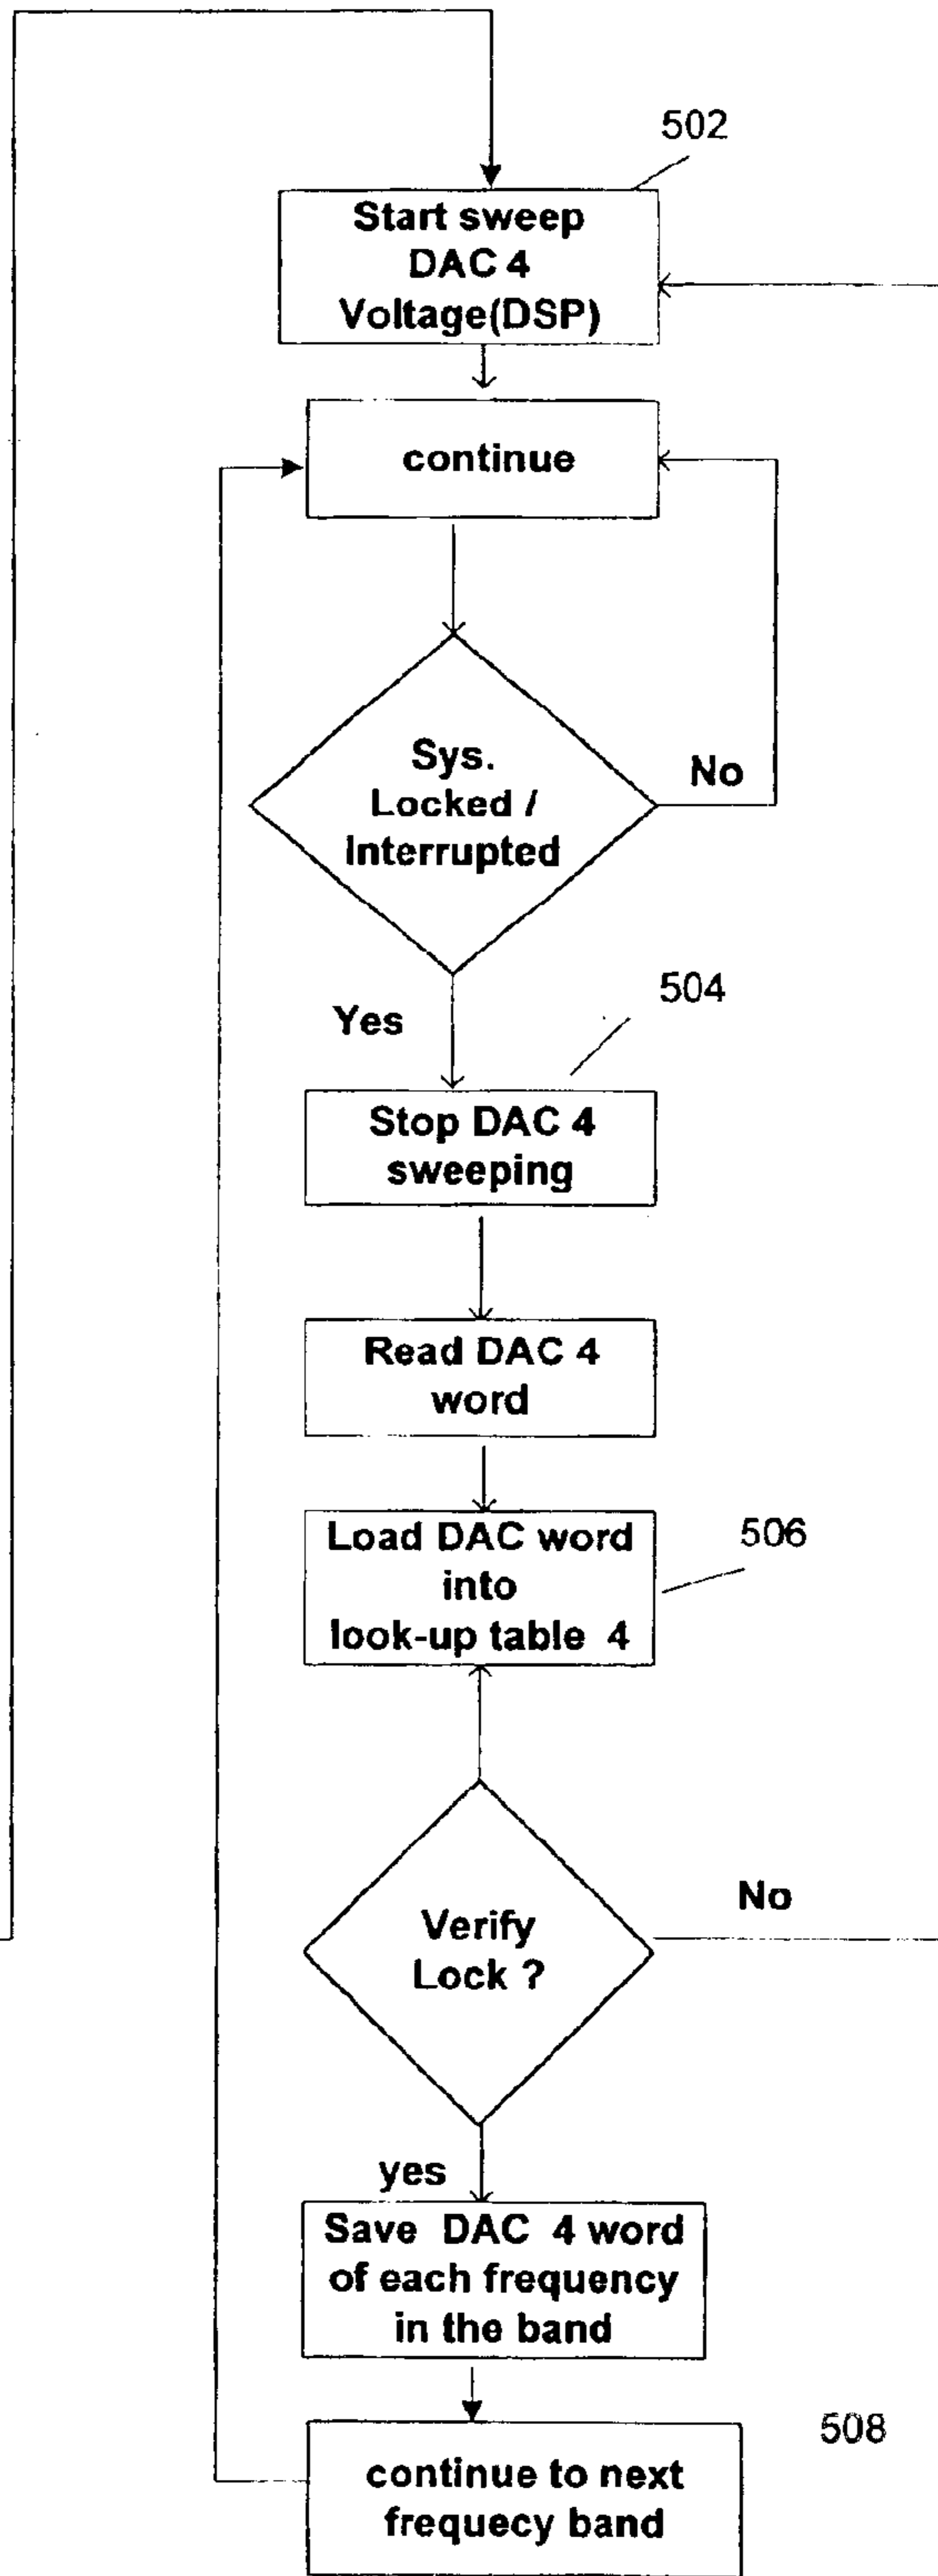 502
Start sweep
DAC 4
Voltage(DSP)
continue
Sys.
Locked /
Interrupted
No
Yes
504
Stop DAC 4
sweeping
Read DAC 4
word
Load DAC word
into
look-up table 4
506
Verify
Lock ?
No
yes
Save DAC 4 word
of each frequency
in the band
continue to next
frequecy band
508